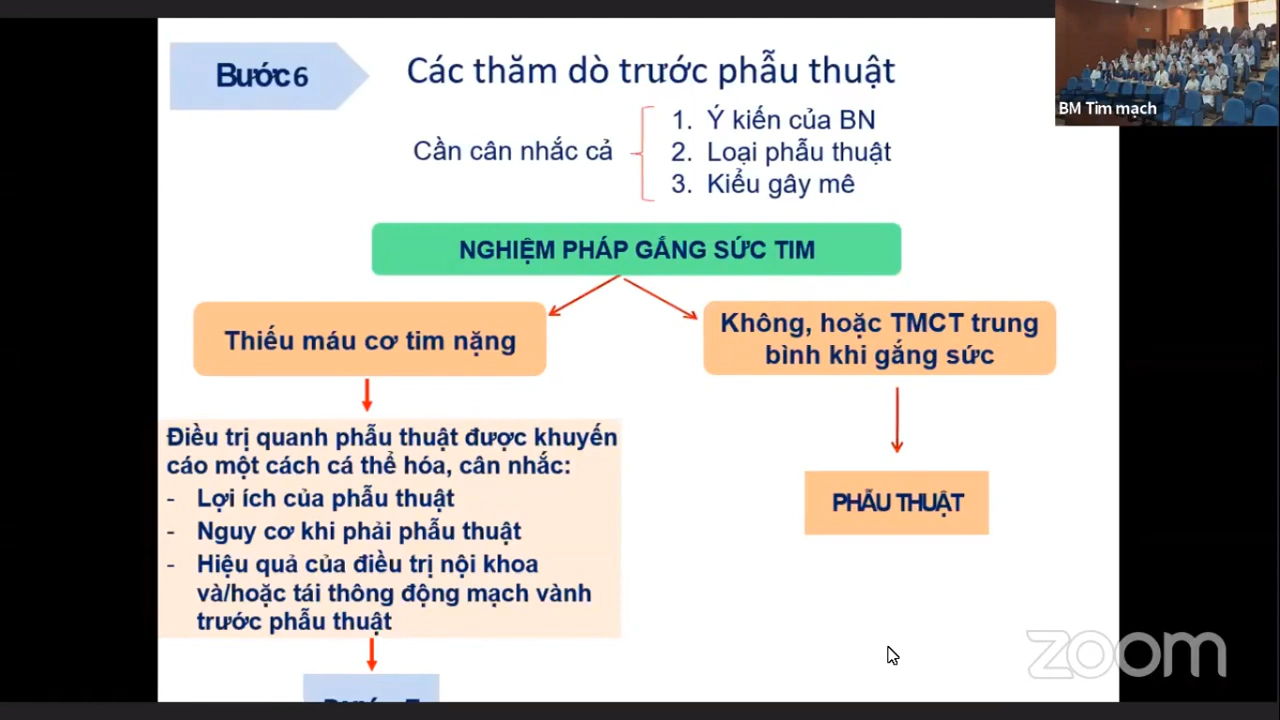 Bước 6
Các thăm dò trước phẫu thuật
BM Tim mạch
Cần cân nhắc cả
1. Ý kiến của BN
2. Loại phẫu thuật
3. Kiểu gây mê
NGHIỆM PHÁP GẮNG SỨC TIM
Thiếu máu cơ tim nặng
Không, hoặc TMCT trung
bình khi gắng sức
Điều trị quanh phẫu thuật được khuyến
cáo một cách cá thể hóa, cân nhắc:
- Lợi ích của phẫu thuật
- Nguy cơ khi phải phẫu thuật
- Hiệu quả của điều trị nội khoa
và/hoặc tái thông động mạch vành
trước phẫu thuật
PHẪU THUẬT
zoom